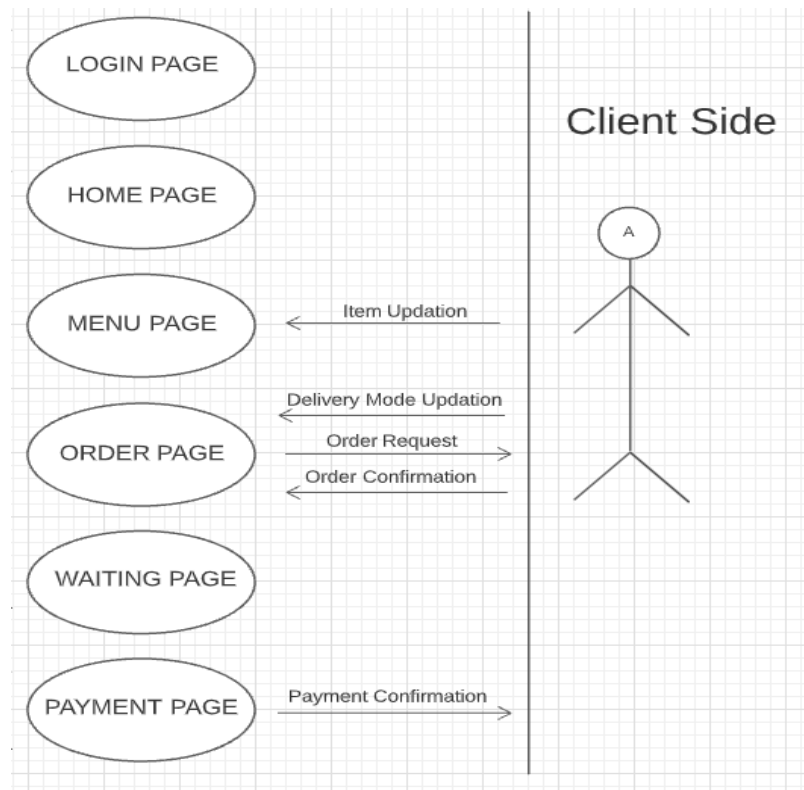 LOGIN PAGE
Client Side
HOME PAGE
A
MENU PAGE
Item Updation
Delivery Mode Updation
ORDER PAGE
Order Request
Order Confirmation
WAITING PAGE
PAYMENT PAGE
Payment Confirmation